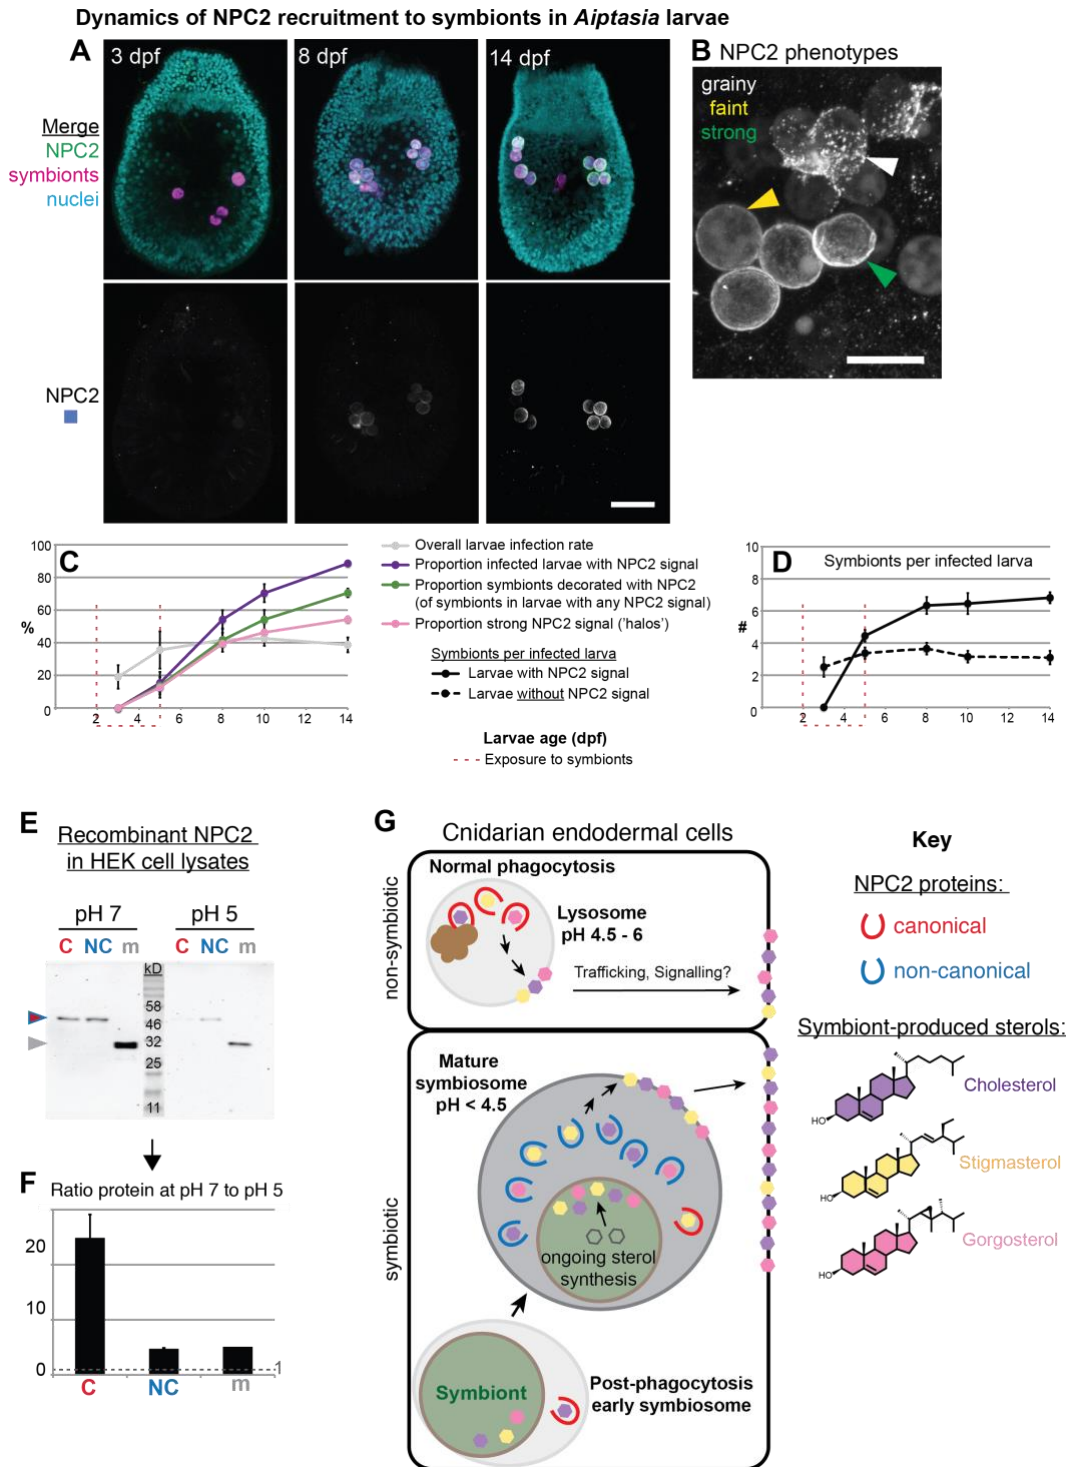 Dynamics of NPC2 recruitment to symbionts in Aiptasia larvae
A
3 dpf
8 dpf
14 dpf
Merge
NPC2
symbionts
nuclei
NPC2
B NPC2 phenotypes
grainy
faint
strong
C
100
80
60
%
40
20
0
2 4 6 8 10 12 14
Overall larvae infection rate
Proportion infected larvae with NPC2 signal
Proportion symbionts decorated with NPC2
(of symbionts in larvae with any NPC2 signal)
Proportion strong NPC2 signal ('halos')
Symbionts per infected larva
Larvae with NPC2 signal
Larvae without NPC2 signal
Larvae age (dpf)
Exposure to symbionts
D Symbionts per infected larva
10
8
6
#
4
2
0
2 4 6 8 10 12 14
E
Recombinant NPC2
in HEK cell lysates
pH 7 pH 5
C NC m C NC m
kD
58
46
32
25
11
F
Ratio protein at pH 7 to pH 5
20
10
0
1
C NC m
G
Cnidarian endodermal cells
non-symbiotic
Normal phagocytosis
Lysosome
pH 4.5 - 6
Trafficking, Signalling?
symbiotic
Mature
symbiosome
pH < 4.5
ongoing sterol
synthesis
Symbiont
Post-phagocytosis
early symbiosome
Key
NPC2 proteins:
canonical
non-canonical
Symbiont-produced sterols:
Cholesterol
HO
Stigmasterol
HO
Gorgosterol
HO